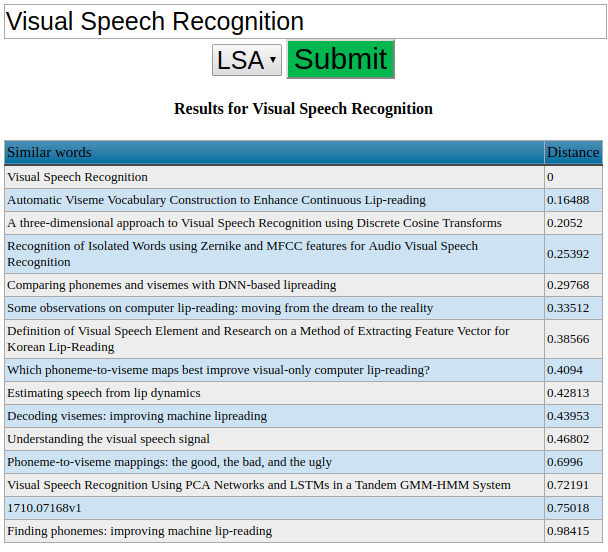 Visual Speech Recognition
LSA Submit
Results for Visual Speech Recognition
Similar words Distance
Visual Speech Recognition 0
Automatic Viseme Vocabulary Construction to Enhance Continuous Lip-reading 0.16488
A three-dimensional approach to Visual Speech Recognition using Discrete Cosine Transforms 0.2052
Recognition of Isolated Words using Zernike and MFCC features for Audio Visual Speech
Recognition 0.25392
Comparing phonemes and visemes with DNN-based lipreading 0.29768
Some observations on computer lip-reading: moving from the dream to the reality 0.33512
Definition of Visual Speech Element and Research on a Method of Extracting Feature Vector for
Korean Lip-Reading 0.38566
Which phoneme-to-viseme maps best improve visual-only computer lip-reading? 0.4094
Estimating speech from lip dynamics 0.42813
Decoding visemes: improving machine lipreading 0.43953
Understanding the visual speech signal 0.46802
Phoneme-to-viseme mappings: the good, the bad, and the ugly 0.6996
Visual Speech Recognition Using PCA Networks and LSTMs in a Tandem GMM-HMM System 0.72191
1710.07168v1 0.75018
Finding phonemes: improving machine lip-reading 0.98415